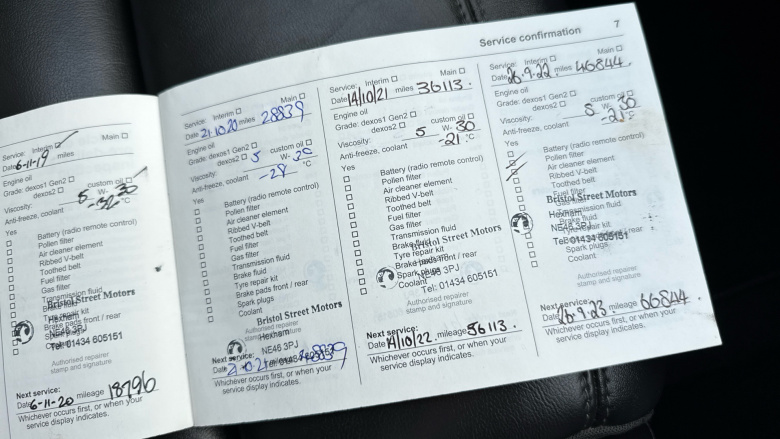 Service: Interim ☐ Main ☐
Date 6-11-19 miles
Engine oil
Grade: dexos1 Gen2 ☐ custom oil ☐
dexos2 ☐
Viscosity: 5 W- 30
Anti-freeze, coolant -32 °C
Yes
☐ Battery (radio remote control)
☐ Pollen filter
☐ Air cleaner element
☐ Ribbed V-belt
☐ Toothed belt
☐ Fuel filter
☐ Gas filter
☐ Transmission fluid
Bristol Street Motors
Hexham
NE46 3PJ
Tel: 01434 605151
Authorised repairer
stamp and signature
Next service:
Date 6-11-20 mileage 18796
Whichever occurs first, or when your
service display indicates.
Service: Interim ☐ Main ☐
Date 21-10-20 miles 28839
Engine oil
Grade: dexos1 Gen2 ☐ custom oil ☐
dexos2 ☐
Viscosity: 5 W- 30
Anti-freeze, coolant -28 °C
Yes
☐ Battery (radio remote control)
☐ Pollen filter
☐ Air cleaner element
☐ Ribbed V-belt
☐ Toothed belt
☐ Fuel filter
☐ Gas filter
☐ Transmission fluid
☐ Brake fluid
☐ Tyre repair kit
☐ Brake pads front / rear
☐ Spark plugs
☐ Coolant
Bristol Street Motors
Hexham
NE46 3PJ
stamp and signature
Next service:
Date
Whichever occurs first, or when your
service display indicates.
Service: Interim ☐ Main ☐
Date 14/10/21 miles 36113.
Engine oil
Grade: dexos1 Gen2 ☐ custom oil ☐
dexos2 ☐
Viscosity: 5 W- 30
Anti-freeze, coolant -21 °C
Yes
☐ Battery (radio remote control)
☐ Pollen filter
☐ Air cleaner element
☐ Ribbed V-belt
☐ Toothed belt
☐ Fuel filter
☐ Gas filter
☐ Transmission fluid
☐ Brake fluid
☐ Tyre repair kit
☐ Brake pads
☐ Spark plugs
☐ Coolant
Bristol Street Motors
NE46 3PJ
Tel: 01434 605151
Authorised repairer
stamp and signature
Next service:
Date 14/10/22. mileage 56113.
Whichever occurs first, or when your
service display indicates.
Service confirmation 7
Service: Interim ☐ Main ☐
Date 26.9.22. miles 46844.
Engine oil
Grade: dexos1 Gen2 ☐ custom oil ☐
dexos2 ☐
Viscosity: 5 W- 30
Anti-freeze, coolant -21 °C
Yes
☐ Battery (radio remote control)
Pollen filter
Air cleaner element
☐ Ribbed V-belt
☐ Toothed belt
☐ Fuel filter
Bristol Street Motors
Hexham
NE46 3PJ
Tel: 01434 605151
Transmission fluid
Brake fluid
Spark plugs
☐ Coolant
Authorised repairer
stamp and signature
Next service:
Date 26.9.23. mileage 66844.
Whichever occurs first, or when your
service display indicates.